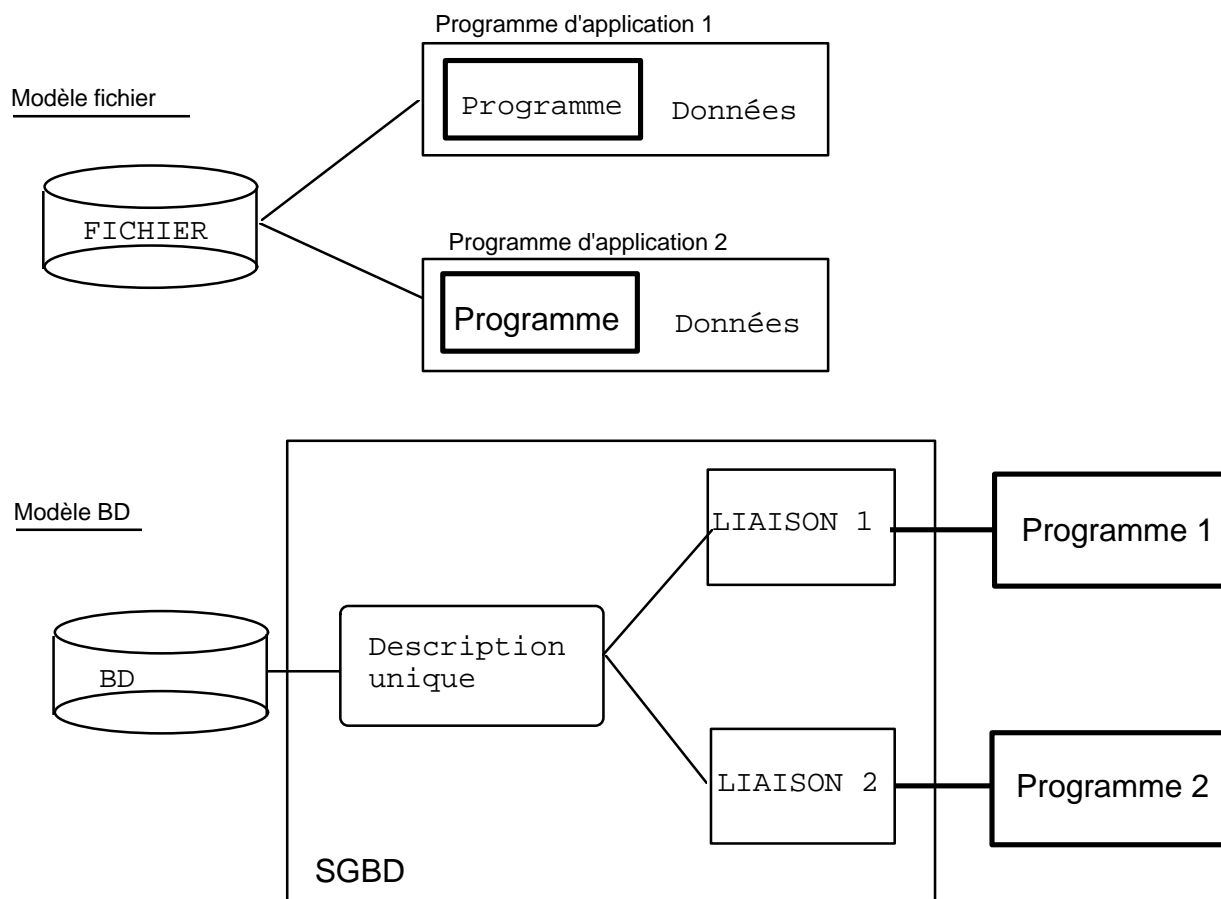 Programme d'application 1
Modèle fichier
Programme
Données
FICHIER
Programme d'application 2
Programme
Données
Modèle BD
LIAISON 1
Programme 1
Description
unique
BD
LIAISON 2
Programme 2
SGBD